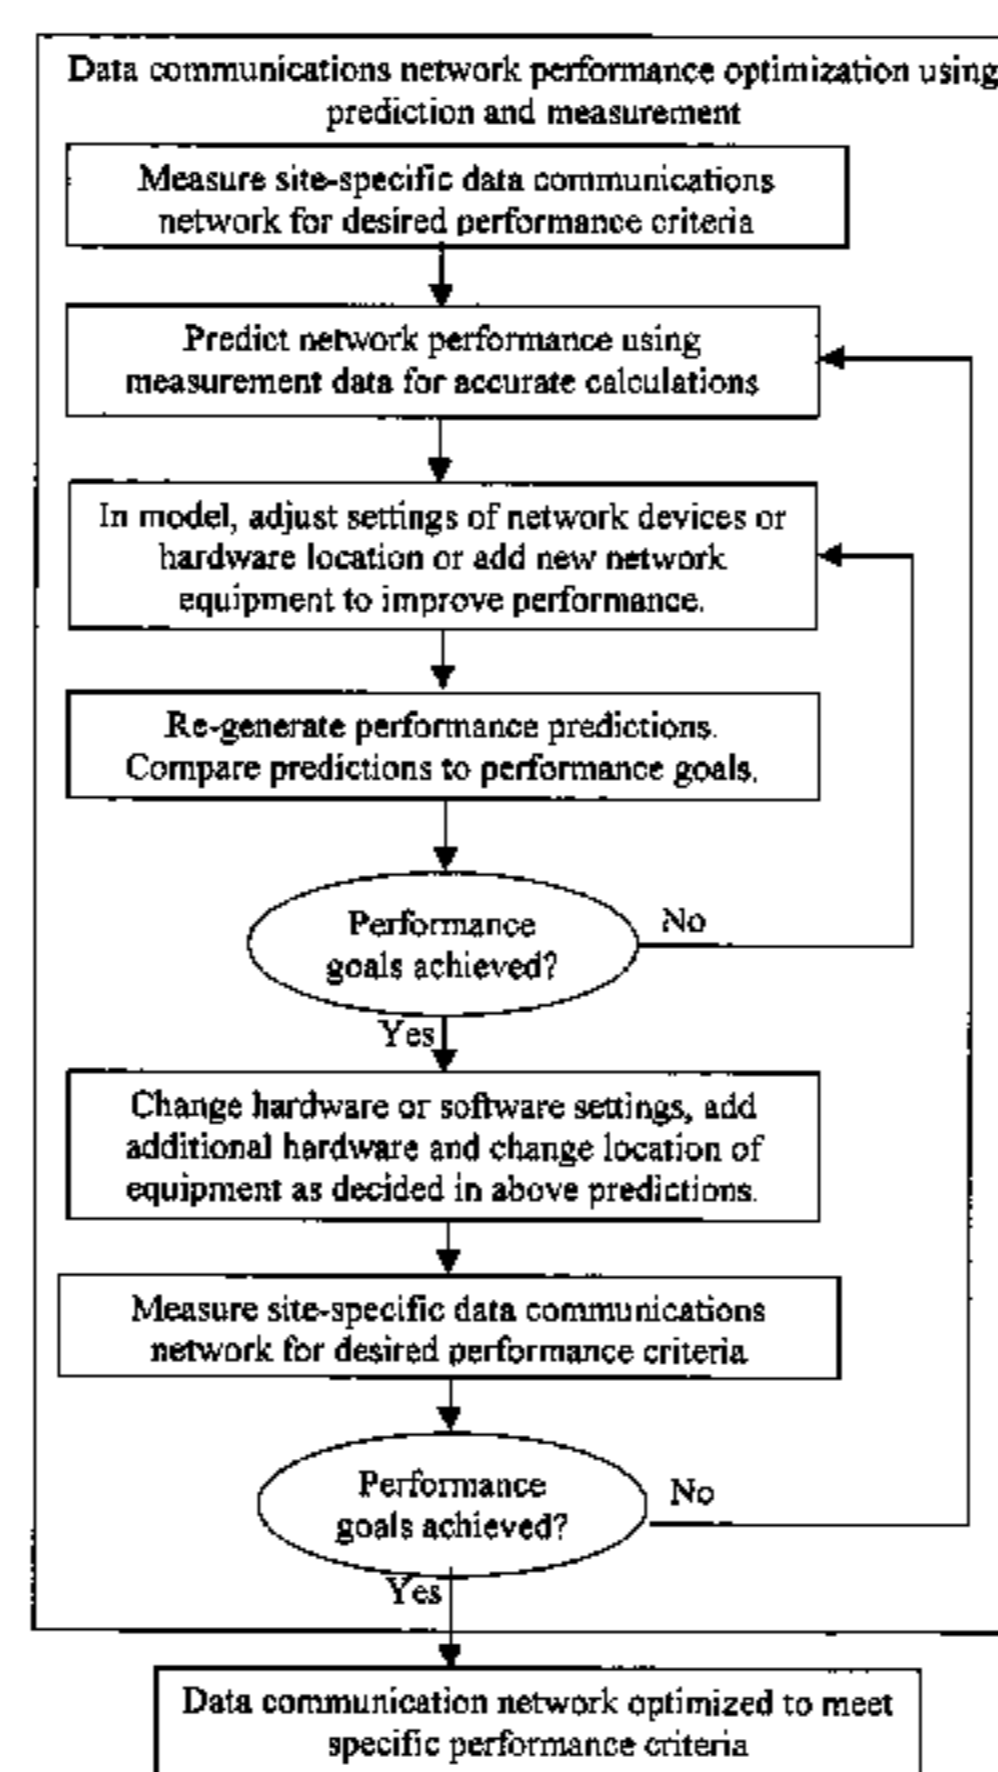 Data communications network performance optimization using
prediction and measurement
Measure site-specific data communications
network for desired performance criteria
Predict network performance using
measurement data for accurate calculations
In model, adjust settings of network devices or
hardware location or add new network
equipment to improve performance.
Re-generate performance predictions.
Compare predictions to performance goals.
Performance
goals achieved?
No
Yes
Change hardware or software settings, add
additional hardware and change location of
equipment as decided in above predictions.
Measure site-specific data communications
network for desired performance criteria
Performance
goals achieved?
No
Yes
Data communication network optimized to meet
specific performance criteria